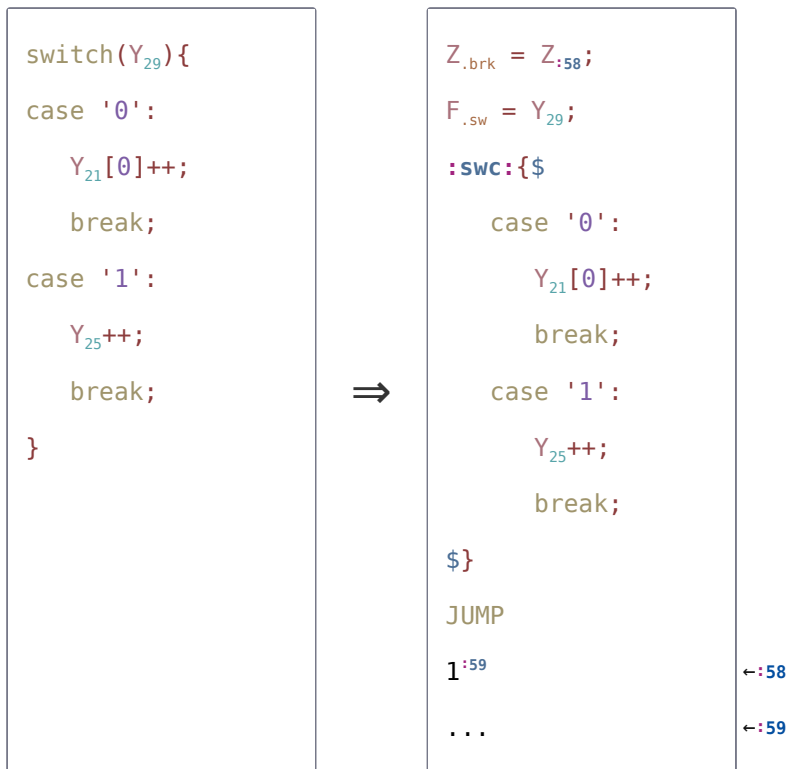 switch(Y29){
case '0':
Y21[0]++;
break;
case '1':
Y25++;
break;
}
⇒
Z.brk = Z:58;
F.sw = Y29;
:swc:{$
case '0':
Y21[0]++;
break;
case '1':
Y25++;
break;
$}
JUMP
1:59 ←:58
... ←:59